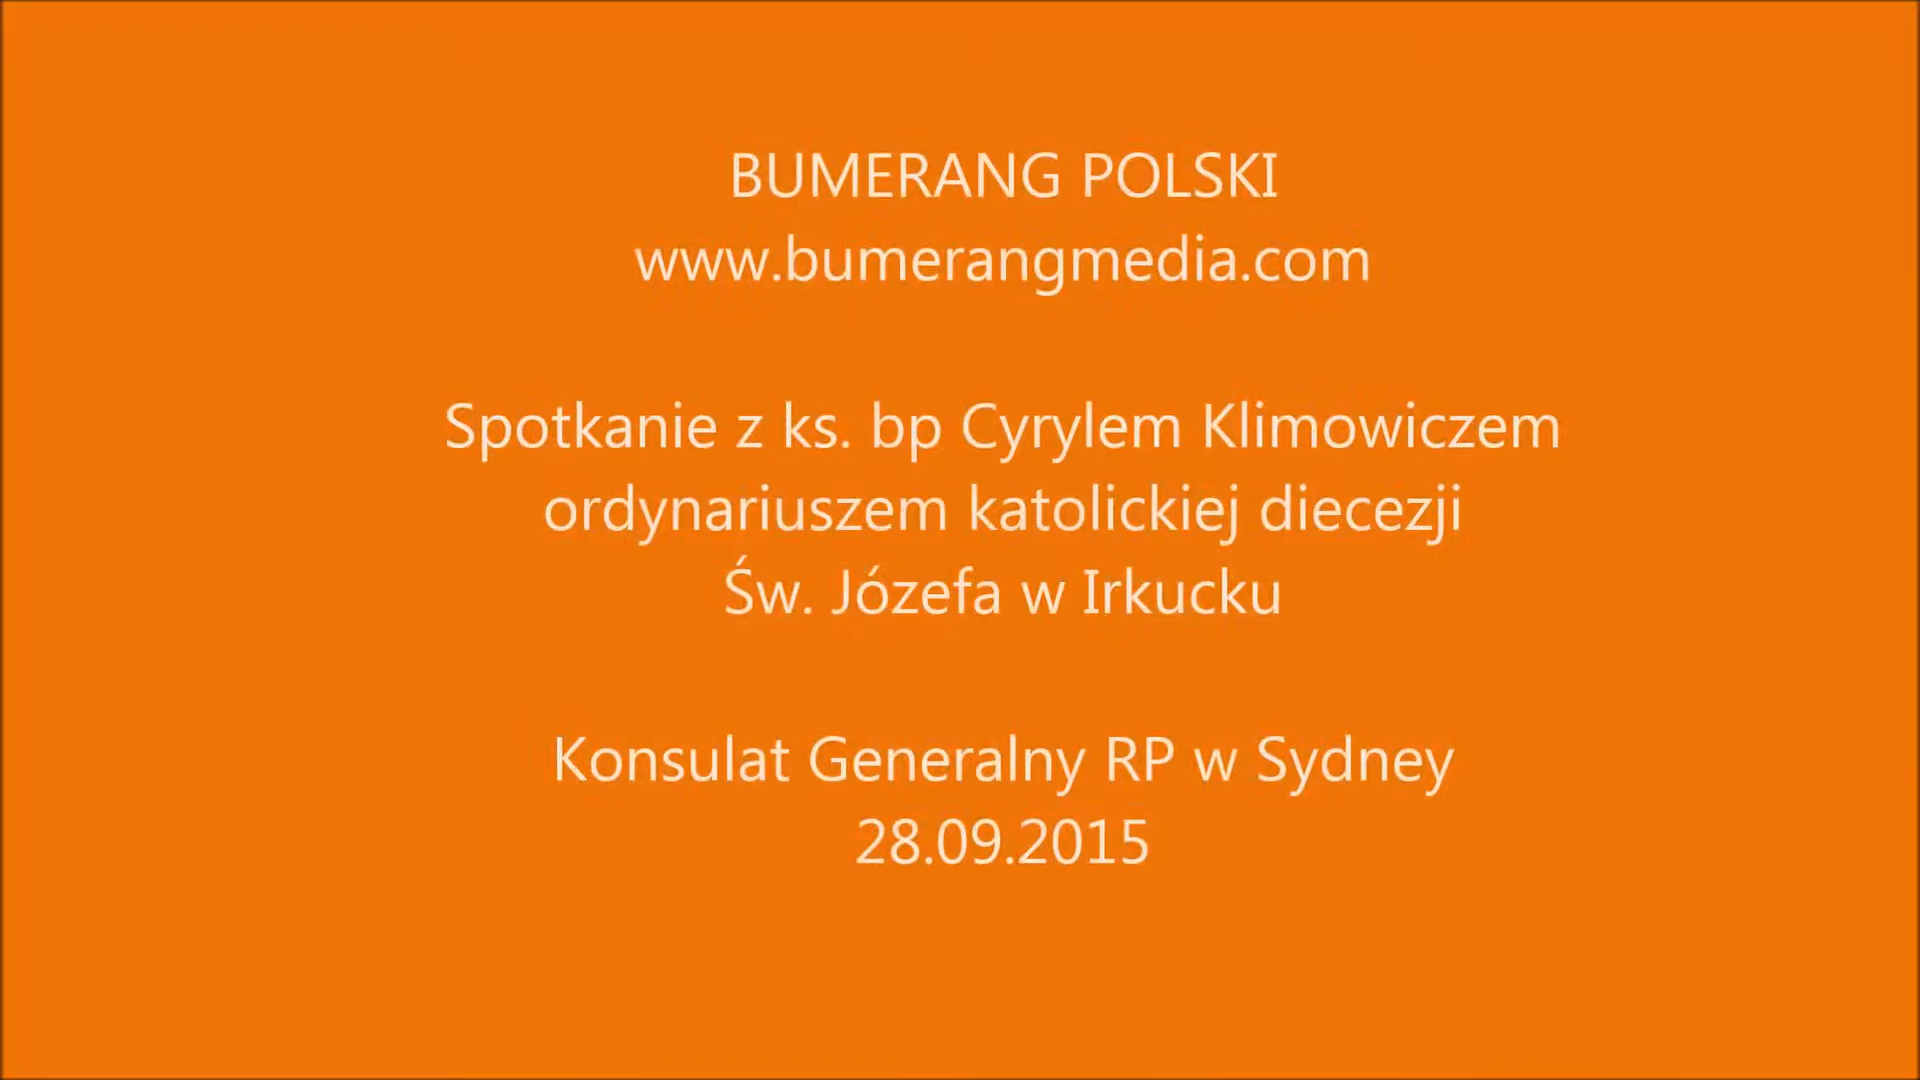 BUMERANG POLSKI
www.bumerangmedia.com
Spotkanie z ks. bp Cyrylem Klimowiczem
ordynariuszem katolickiej diecezji
Św. Józefa w Irkucku
Konsulat Generalny RP w Sydney
28.09.2015